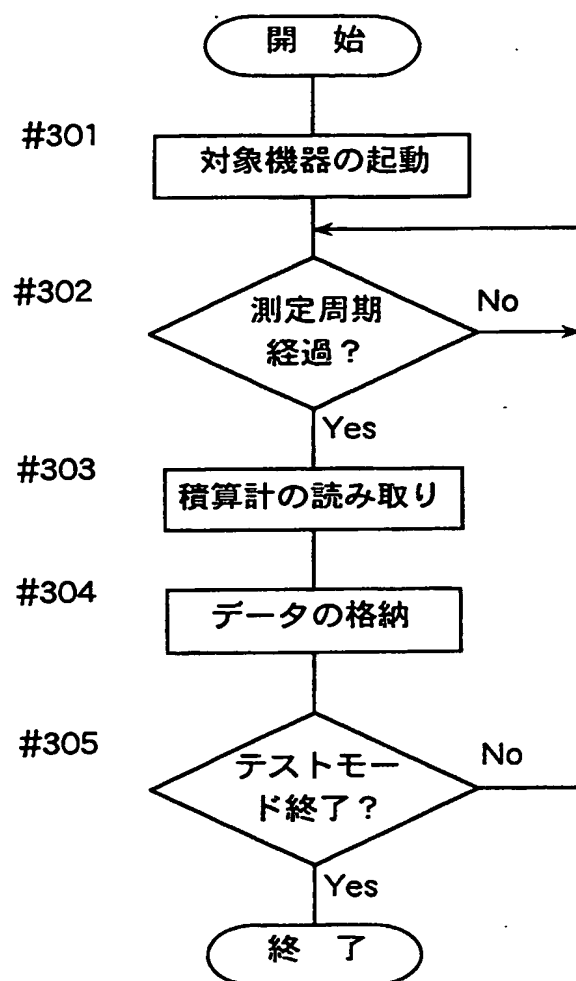 開 始
#301
対象機器の起動
#302
測定周期
経過?
No
Yes
#303
積算計の読み取り
#304
データの格納
#305
テストモー
ド終了?
No
Yes
終 了